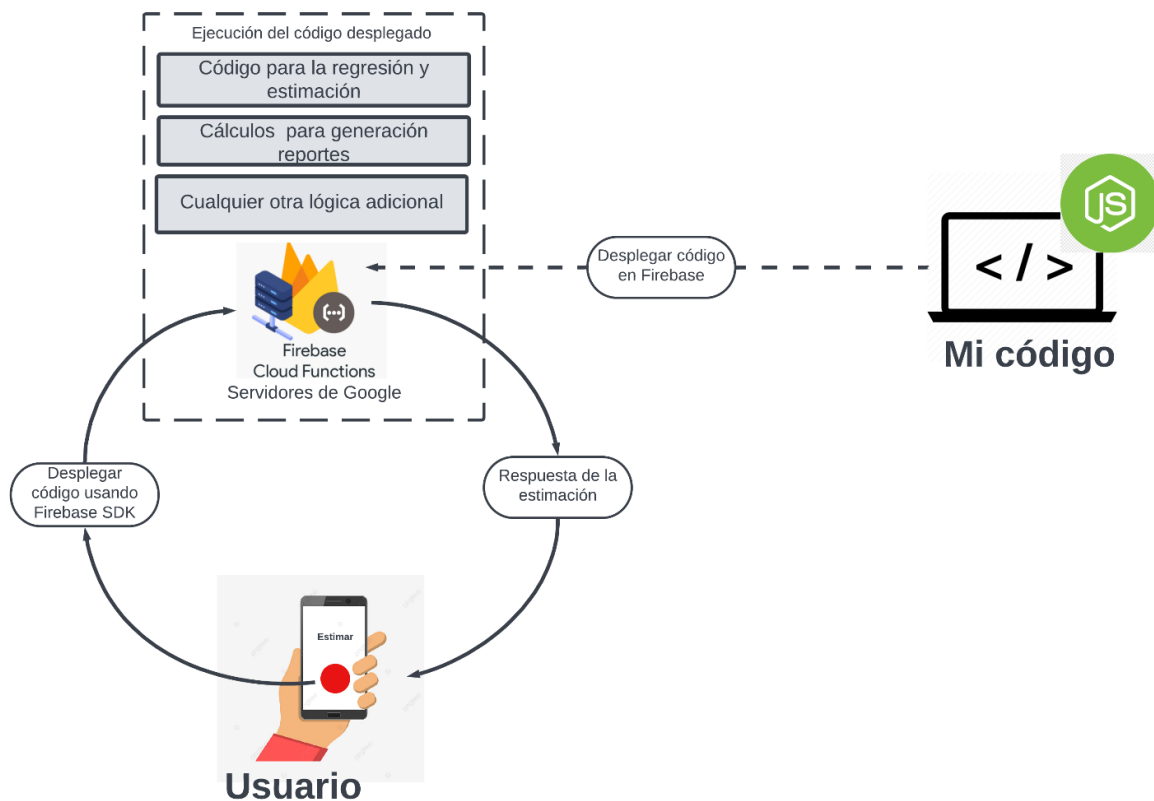 Ejecución del código desplegado
Código para la regresión y
estimación
Cálculos para generación
reportes
Cualquier otra lógica adicional
Firebase
Cloud Functions
Servidores de Google
Desplegar código
en Firebase
JS
< / >
Mi código
Desplegar
código usando
Firebase SDK
Respuesta de la
estimación
Estimar
Usuario